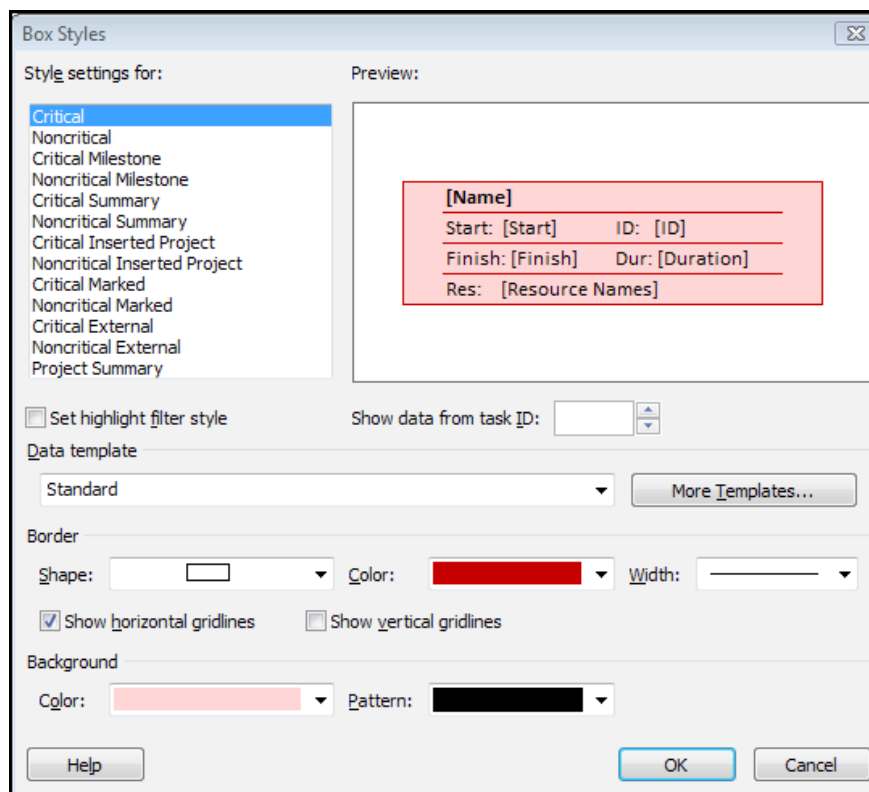 Box Styles
Style settings for:
Preview:
Critical
Noncritical
Critical Milestone
Noncritical Milestone
Critical Summary
Noncritical Summary
Critical Inserted Project
Noncritical Inserted Project
Critical Marked
Noncritical Marked
Critical External
Noncritical External
Project Summary
[Name]
Start: [Start] ID: [ID]
Finish: [Finish] Dur: [Duration]
Res: [Resource Names]
Set highlight filter style
Show data from task ID:
Data template
Standard
More Templates...
Border
Shape:
Color:
Width:
Show horizontal gridlines
Show vertical gridlines
Background
Color:
Pattern:
Help
OK
Cancel